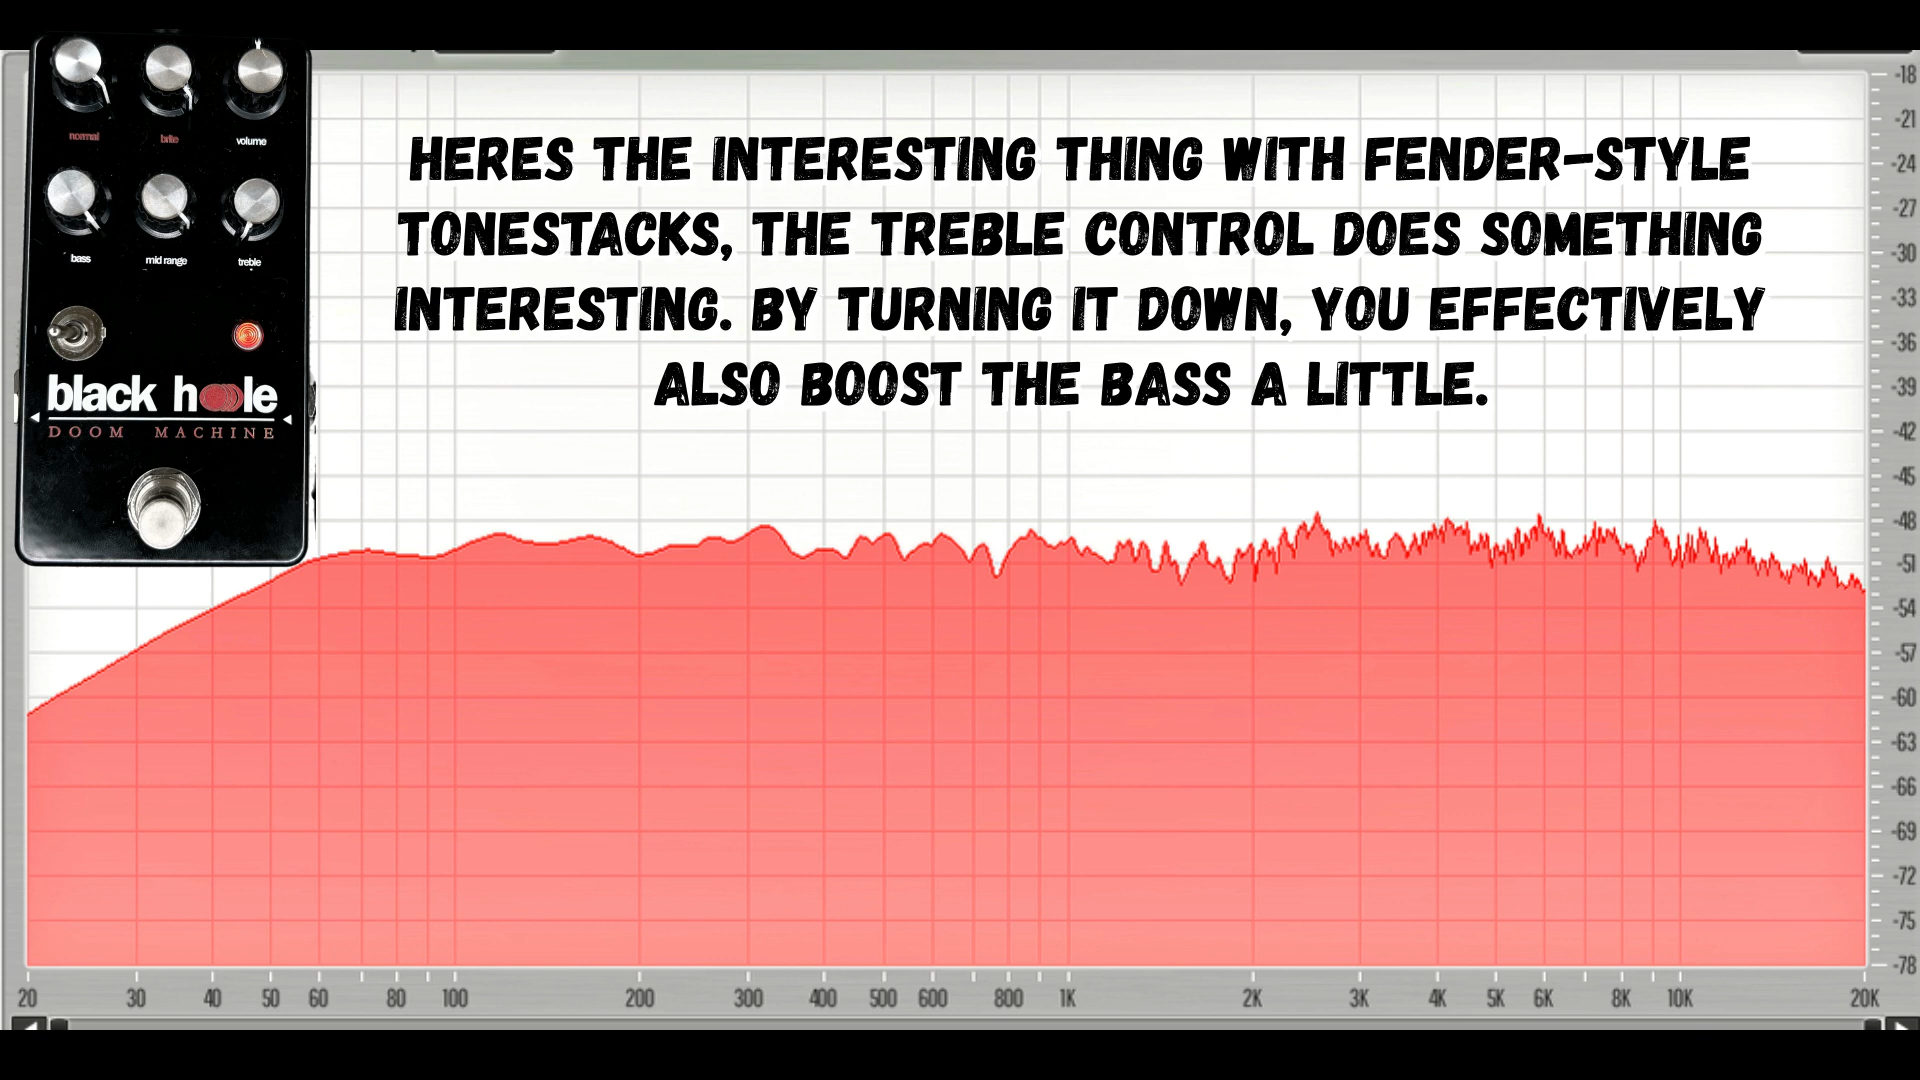 normal brite volume
bass mid range treble
black hole
DOOM MACHINE
HERES THE INTERESTING THING WITH FENDER-STYLE
TONESTACKS, THE TREBLE CONTROL DOES SOMETHING
INTERESTING. BY TURNING IT DOWN, YOU EFFECTIVELY
ALSO BOOST THE BASS A LITTLE.
-18
-21
-24
-27
-30
-33
-36
-39
-42
-45
-48
-51
-54
-57
-60
-63
-66
-69
-72
-75
-78
20 30 40 50 60 80 100 200 300 400 500 600 800 1K 2K 3K 4K 5K 6K 8K 10K 20K